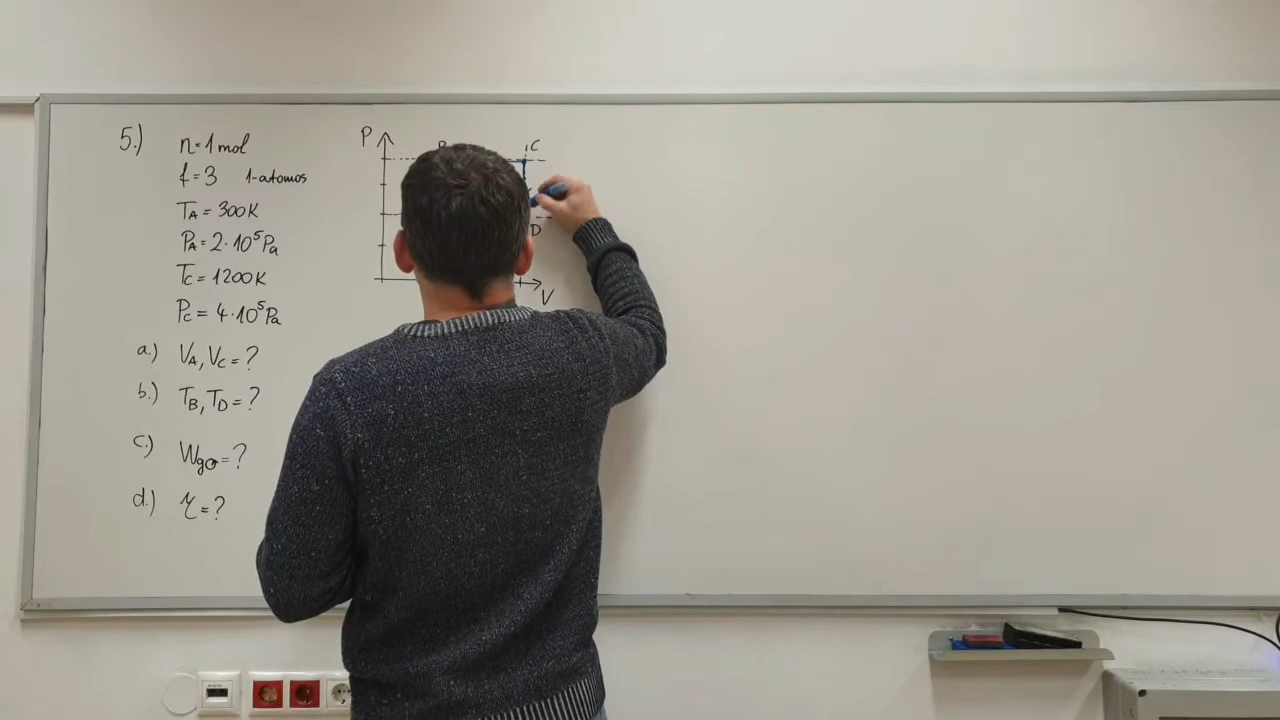 5.) n=1 mol
f=3 1-atomos
T_A = 300K
P_A = 2·10⁵ Pa
T_C = 1200K
P_C = 4·10⁵ Pa
a.) V_A, V_C = ?
b.) T_B, T_D = ?
c.) W_gá = ?
d.) η = ?
P
C
D
V